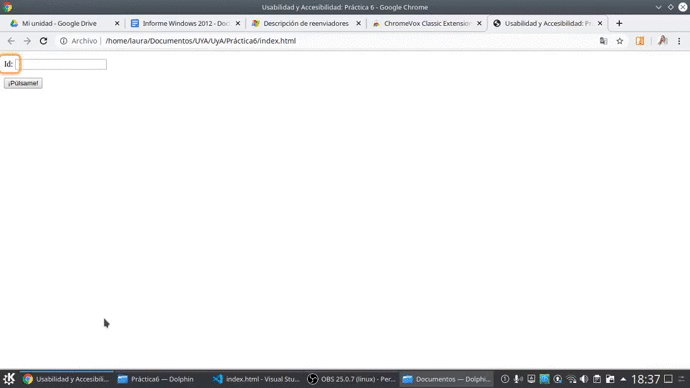 Usabilidad y Accesibilidad: Práctica 6 - Google Chrome
Mi unidad - Google Drive
Informe Windows 2012 - Doc
Descripción de reenviadores
ChromeVox Classic Extension
Usabilidad y Accesibilidad: Pr
Archivo | /home/laura/Documentos/UYA/UyA/Práctica6/index.html
Id:
¡Púlsame!
Usabilidad y Accesibili...
Práctica6 — Dolphin
index.html - Visual Stu...
OBS 25.0.7 (linux) - Per...
Documentos — Dolphi...
18:37